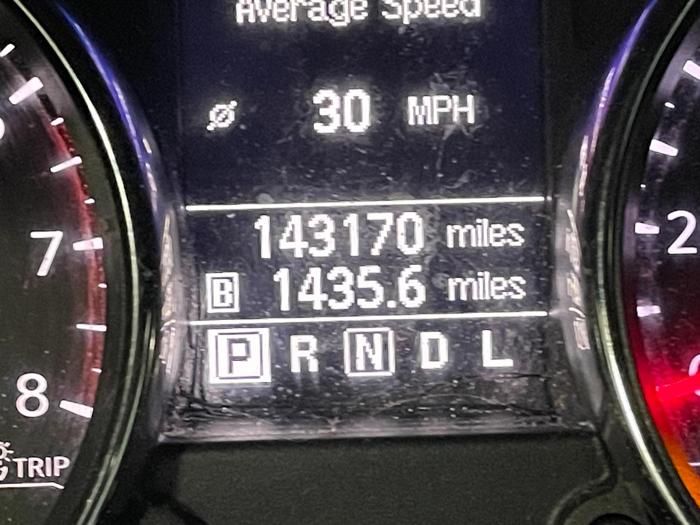 Average Speed
Ø 30 MPH
143170 miles
B 1435.6 miles
P R N D L
7
8
TRIP
2